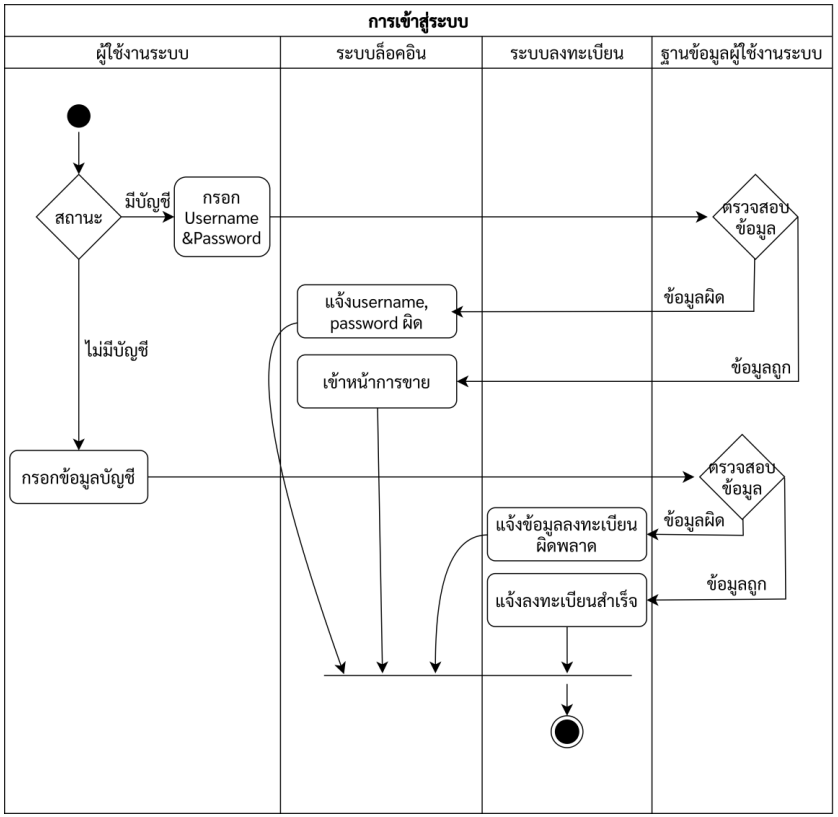 การเข้าสู่ระบบ
ผู้ใช้งานระบบ
ระบบล็อคอิน
ระบบลงทะเบียน
ฐานข้อมูลผู้ใช้งานระบบ
สถานะ
มีบัญชี
กรอก
Username
&Password
ตรวจสอบ
ข้อมูล
ข้อมูลผิด
แจ้งusername,
password ผิด
ไม่มีบัญชี
ข้อมูลถูก
เข้าหน้าการขาย
กรอกข้อมูลบัญชี
ตรวจสอบ
ข้อมูล
ข้อมูลผิด
แจ้งข้อมูลลงทะเบียน
ผิดพลาด
ข้อมูลถูก
แจ้งลงทะเบียนสำเร็จ